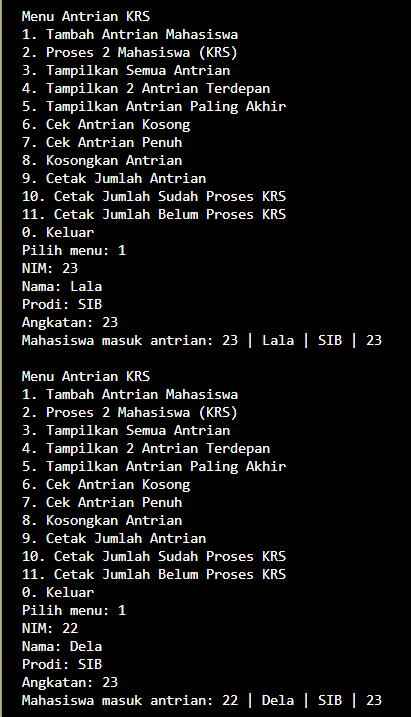 Menu Antrian KRS
1. Tambah Antrian Mahasiswa
2. Proses 2 Mahasiswa (KRS)
3. Tampilkan Semua Antrian
4. Tampilkan 2 Antrian Terdepan
5. Tampilkan Antrian Paling Akhir
6. Cek Antrian Kosong
7. Cek Antrian Penuh
8. Kosongkan Antrian
9. Cetak Jumlah Antrian
10. Cetak Jumlah Sudah Proses KRS
11. Cetak Jumlah Belum Proses KRS
0. Keluar
Pilih menu: 1
NIM: 23
Nama: Lala
Prodi: SIB
Angkatan: 23
Mahasiswa masuk antrian: 23 | Lala | SIB | 23
Menu Antrian KRS
1. Tambah Antrian Mahasiswa
2. Proses 2 Mahasiswa (KRS)
3. Tampilkan Semua Antrian
4. Tampilkan 2 Antrian Terdepan
5. Tampilkan Antrian Paling Akhir
6. Cek Antrian Kosong
7. Cek Antrian Penuh
8. Kosongkan Antrian
9. Cetak Jumlah Antrian
10. Cetak Jumlah Sudah Proses KRS
11. Cetak Jumlah Belum Proses KRS
0. Keluar
Pilih menu: 1
NIM: 22
Nama: Dela
Prodi: SIB
Angkatan: 23
Mahasiswa masuk antrian: 22 | Dela | SIB | 23